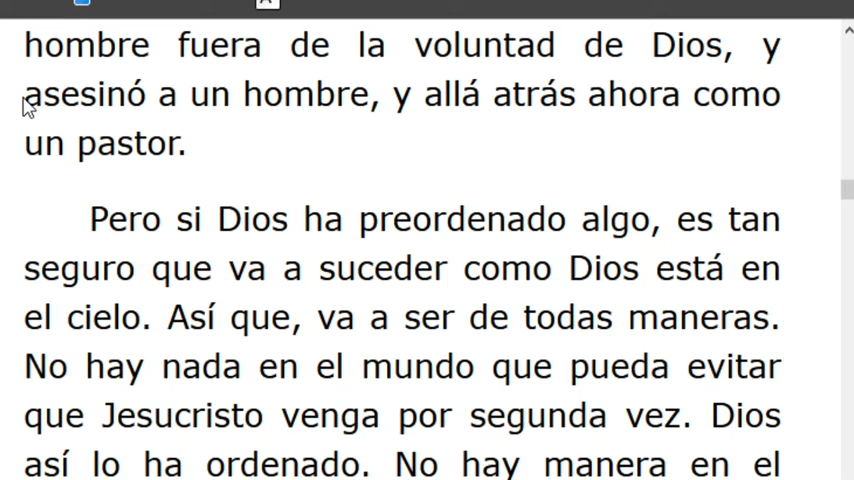 hombre fuera de la voluntad de Dios, y
asesinó a un hombre, y allá atrás ahora como
un pastor.
Pero si Dios ha preordenado algo, es tan
seguro que va a suceder como Dios está en
el cielo. Así que, va a ser de todas maneras.
No hay nada en el mundo que pueda evitar
que Jesucristo venga por segunda vez. Dios
así lo ha ordenado. No hay manera en el